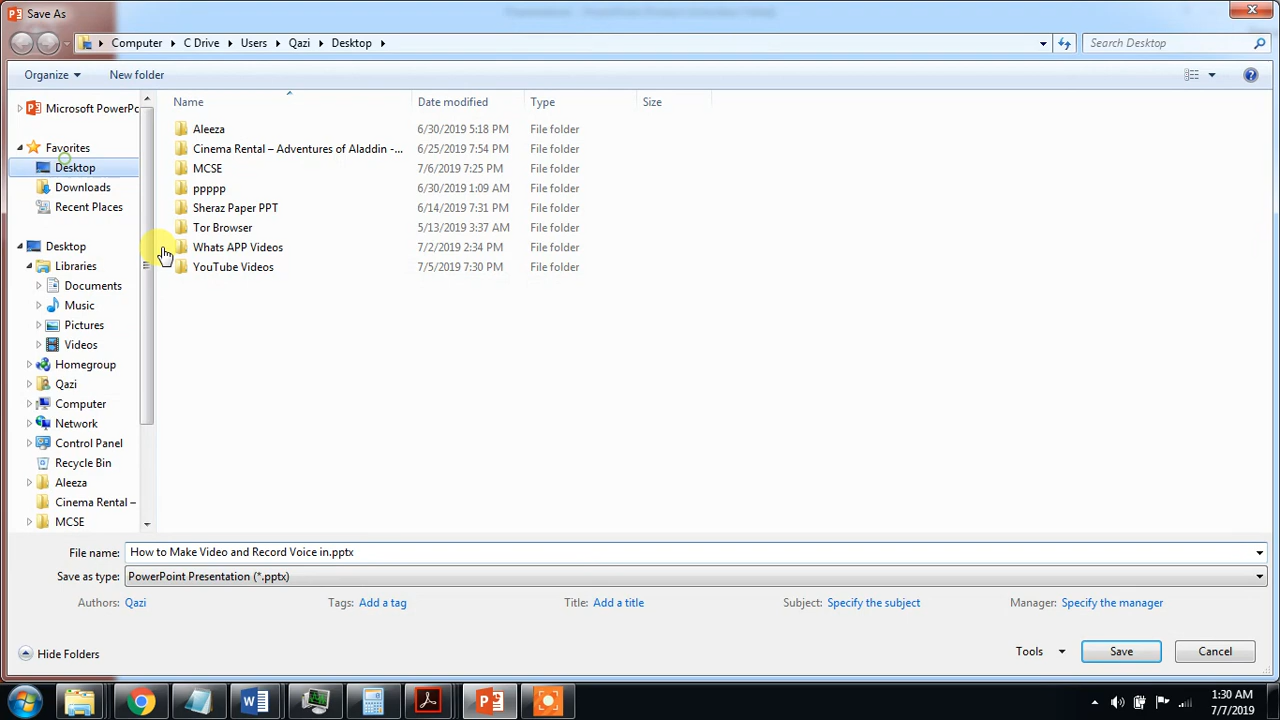 Save As
Computer C Drive Users Qazi Desktop
Search Desktop
Organize New folder
Name Date modified Type Size
Microsoft PowerPo
Favorites
Desktop
Downloads
Recent Places
Desktop
Libraries
Documents
Music
Pictures
Videos
Homegroup
Qazi
Computer
Network
Control Panel
Recycle Bin
Aleeza
Cinema Rental –
MCSE
Aleeza 6/30/2019 5:18 PM File folder
Cinema Rental – Adventures of Aladdin -... 6/25/2019 7:54 PM File folder
MCSE 7/6/2019 7:25 PM File folder
ppppp 6/30/2019 1:09 AM File folder
Sheraz Paper PPT 6/14/2019 7:31 PM File folder
Tor Browser 5/13/2019 3:37 AM File folder
Whats APP Videos 7/2/2019 2:34 PM File folder
YouTube Videos 7/5/2019 7:30 PM File folder
File name: How to Make Video and Record Voice in.pptx
Save as type: PowerPoint Presentation (*.pptx)
Authors: Qazi Tags: Add a tag Title: Add a title Subject: Specify the subject Manager: Specify the manager
Hide Folders Tools Save Cancel
1:30 AM
7/7/2019